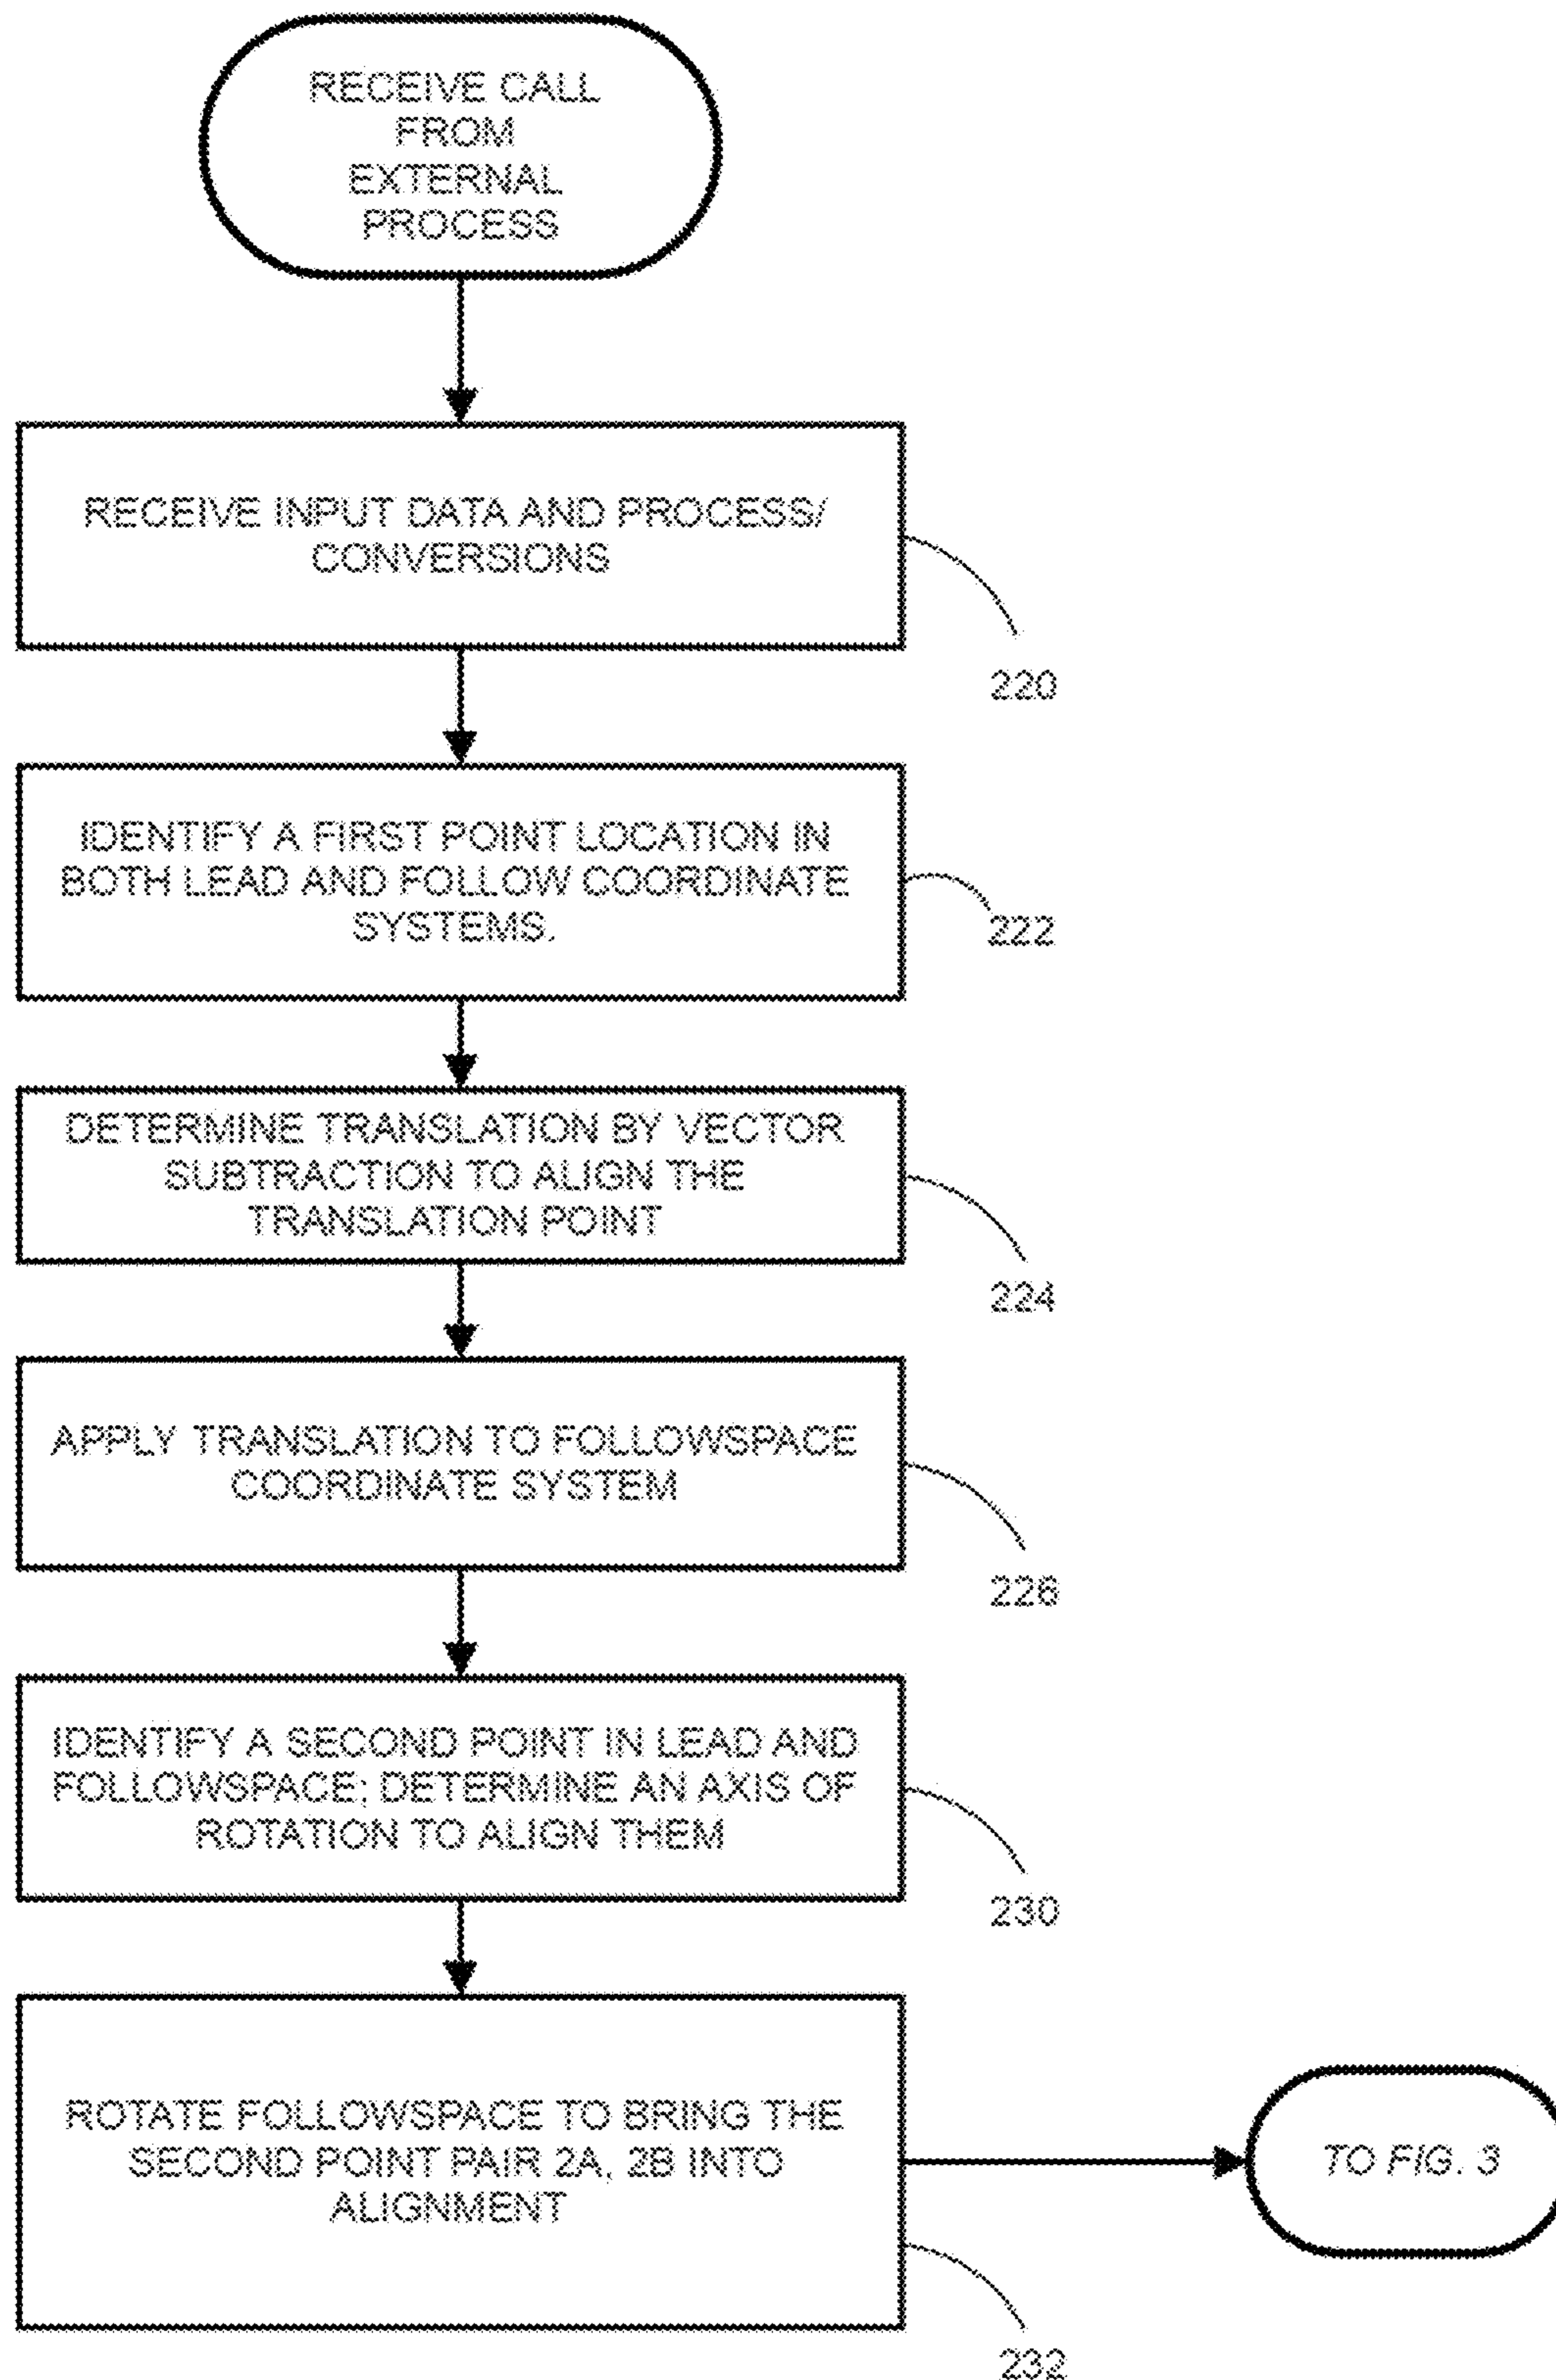 RECEIVE CALL
FROM
EXTERNAL
PROCESS
RECEIVE INPUT DATA AND PROCESS/
CONVERSIONS
220
IDENTIFY A FIRST POINT LOCATION IN
BOTH LEAD AND FOLLOW COORDINATE
SYSTEMS.
222
DETERMINE TRANSLATION BY VECTOR
SUBTRACTION TO ALIGN THE
TRANSLATION POINT
224
APPLY TRANSLATION TO FOLLOWSPACE
COORDINATE SYSTEM
226
IDENTIFY A SECOND POINT IN LEAD AND
FOLLOWSPACE; DETERMINE AN AXIS OF
ROTATION TO ALIGN THEM
230
ROTATE FOLLOWSPACE TO BRING THE
SECOND POINT PAIR 2A, 2B INTO
ALIGNMENT
TO FIG. 3
232